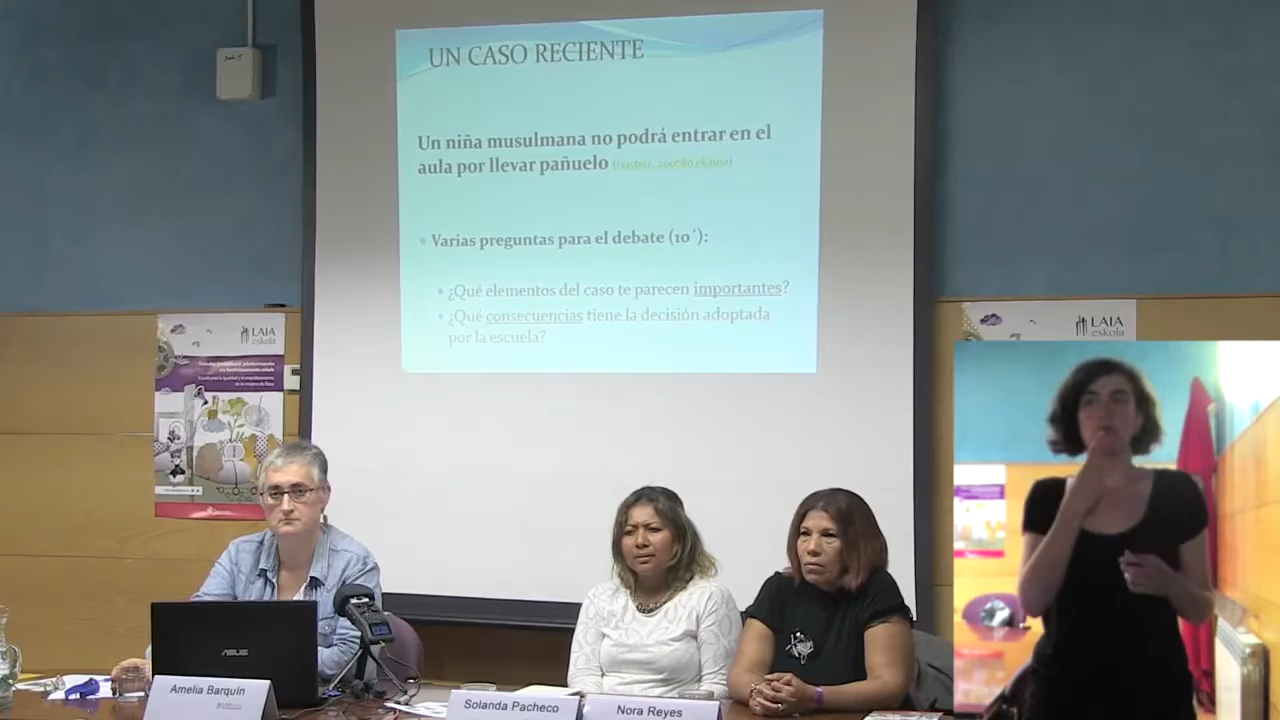 UN CASO RECIENTE
Un niña musulmana no podrá entrar en el
aula por llevar pañuelo
Varias preguntas para el debate (10´):
¿Qué elementos del caso te parecen importantes?
¿Qué consecuencias tiene la decisión adoptada
por la escuela?
LAIA
eskola
LAIA
eskola
ASUS
Amelia Barquín
Solanda Pacheco
Nora Reyes